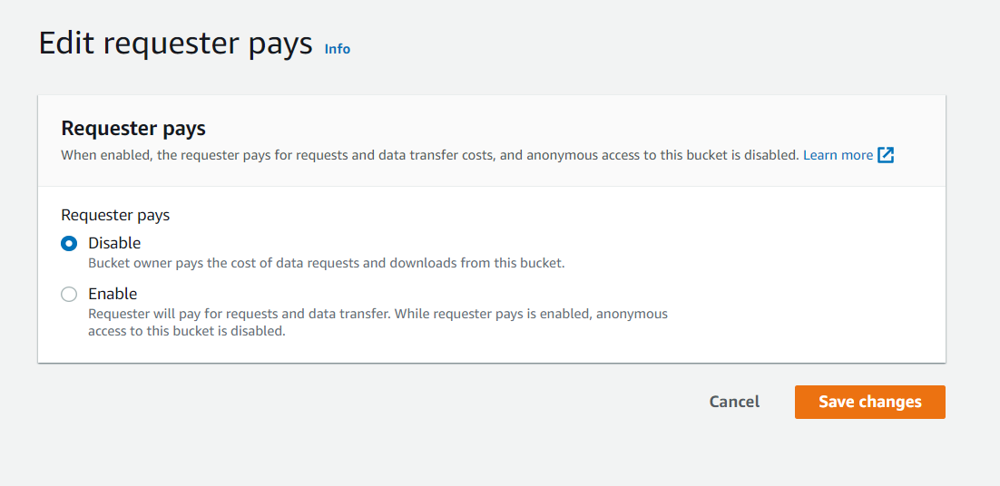 Edit requester pays Info
Requester pays
When enabled, the requester pays for requests and data transfer costs, and anonymous access to this bucket is disabled. Learn more
Requester pays
Disable
Bucket owner pays the cost of data requests and downloads from this bucket.
Enable
Requester will pay for requests and data transfer. While requester pays is enabled, anonymous
access to this bucket is disabled.
Cancel Save changes